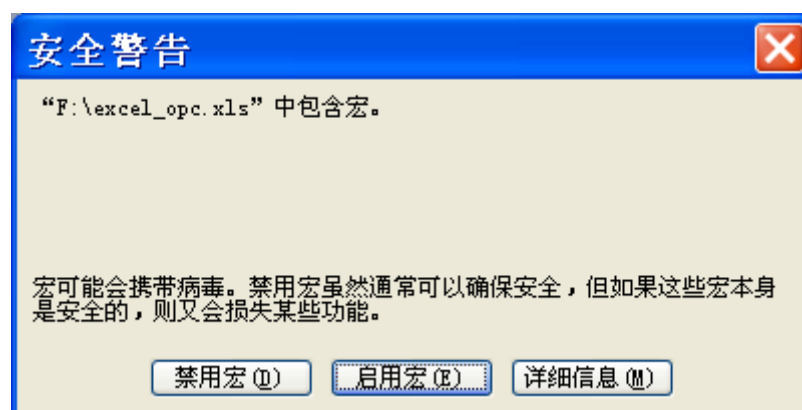 安全警告
“F:\excel_opc.xls”中包含宏。
宏可能会携带病毒。禁用宏虽然通常可以确保安全，但如果这些宏本身
是安全的，则又会损失某些功能。
禁用宏(D) 启用宏(E) 详细信息(M)